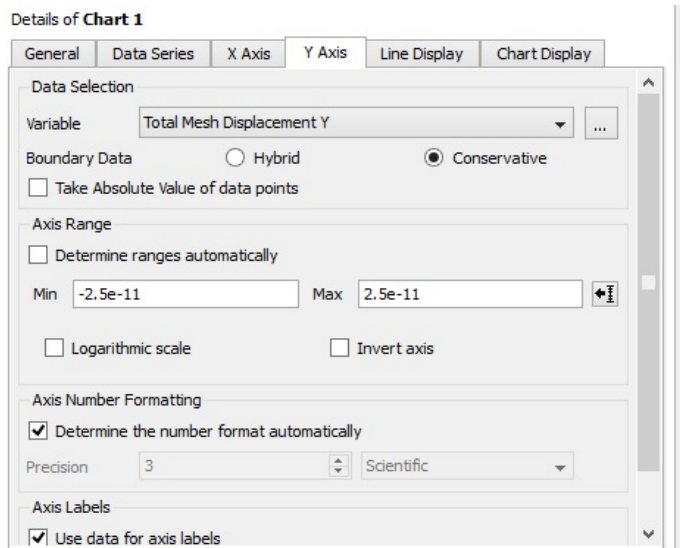 Details of Chart 1
General Data Series X Axis Y Axis Line Display Chart Display
Data Selection
Variable Total Mesh Displacement Y ...
Boundary Data Hybrid Conservative
Take Absolute Value of data points
Axis Range
Determine ranges automatically
Min -2.5e-11 Max 2.5e-11
Logarithmic scale Invert axis
Axis Number Formatting
Determine the number format automatically
Precision 3 Scientific
Axis Labels
Use data for axis labels